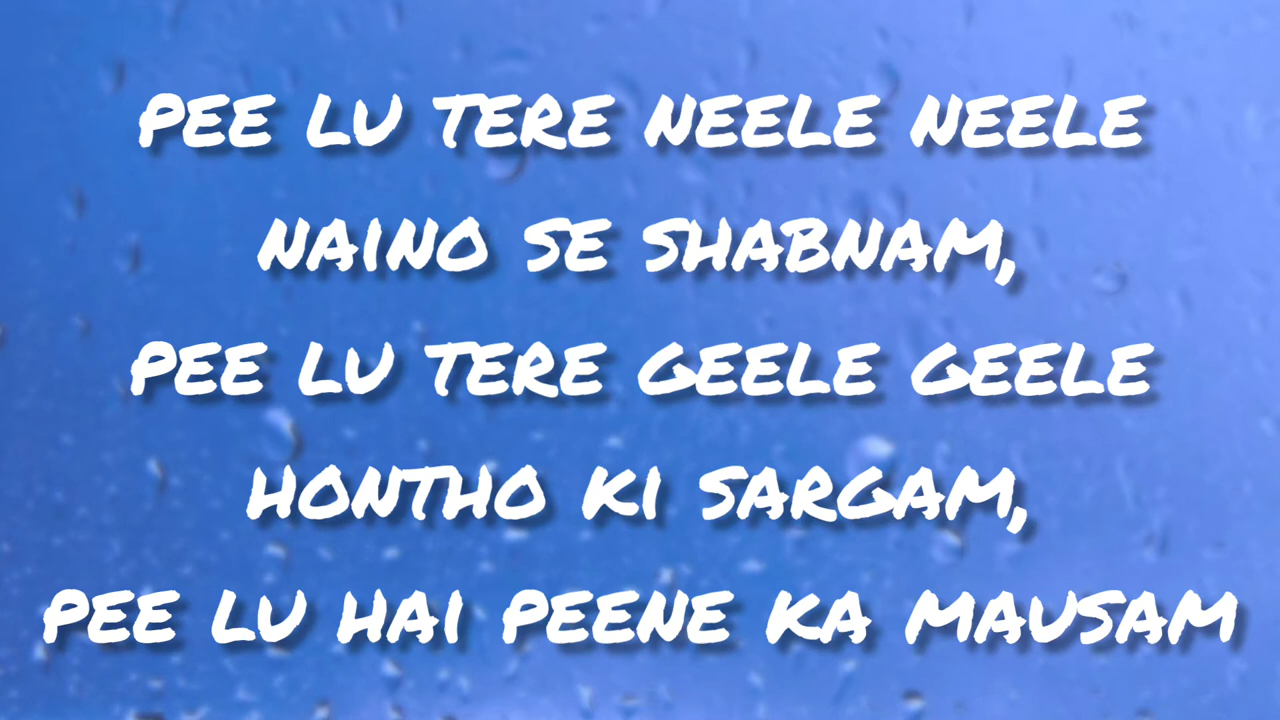 PEE LU TERE NEELE NEELE
NAINO SE SHABNAM,
PEE LU TERE GEELE GEELE
HONTHO KI SARGAM,
PEE LU HAI PEENE KA MAUSAM